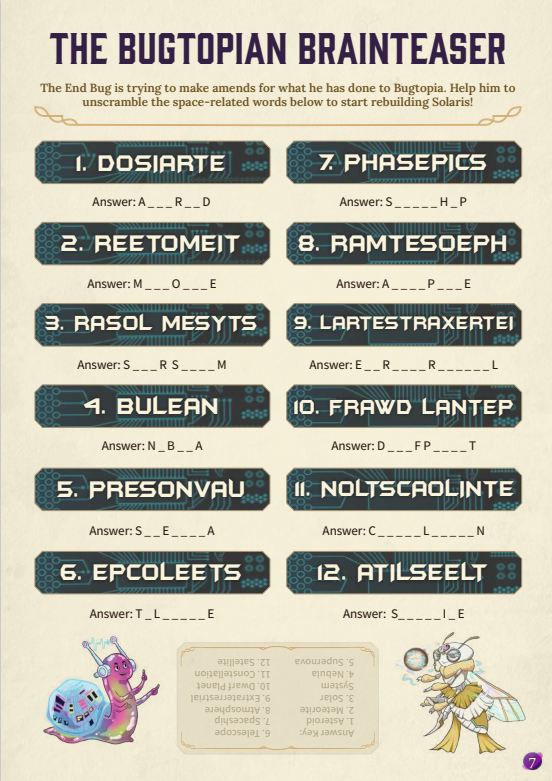 THE BUGTOPIAN BRAINTEASER
The End Bug is trying to make amends for what he has done to Bugtopia. Help him to
unscramble the space-related words below to start rebuilding Solaris!
1. DOSIARTE
Answer: A _ _ _ R _ _ D
2. REETOMEIT
Answer: M _ _ _ O _ _ _ E
3. RASOL MESYTS
Answer: S _ _ _ R S _ _ _ _ M
4. BULEAN
Answer: N _ B _ _ A
5. PRESONVAU
Answer: S _ _ E _ _ _ _ A
6. EPCOLEETS
Answer: T _ L _ _ _ _ _ E
7. PHASEPICS
Answer: S _ _ _ _ _ H _ P
8. RAMTESOEPH
Answer: A _ _ _ _ P _ _ _ E
9. LARTESTRAXERTEI
Answer: E _ _ R _ _ _ _ R _ _ _ _ _ _ L
10. FRAWD LANTEP
Answer: D _ _ _ F P _ _ _ _ T
11. NOLTSCAOLINTE
Answer: C _ _ _ _ _ L _ _ _ _ _ N
12. ATILSEELT
Answer: S_ _ _ _ _ I _ E
Answer Key:
1. Asteroid
2. Meteorite
3. Solar
System
4. Nebula
5. Supernova
6. Telescope
7. Spaceship
8. Atmosphere
9. Extraterrestrial
10. Dwarf Planet
11. Constellation
12. Satellite
7